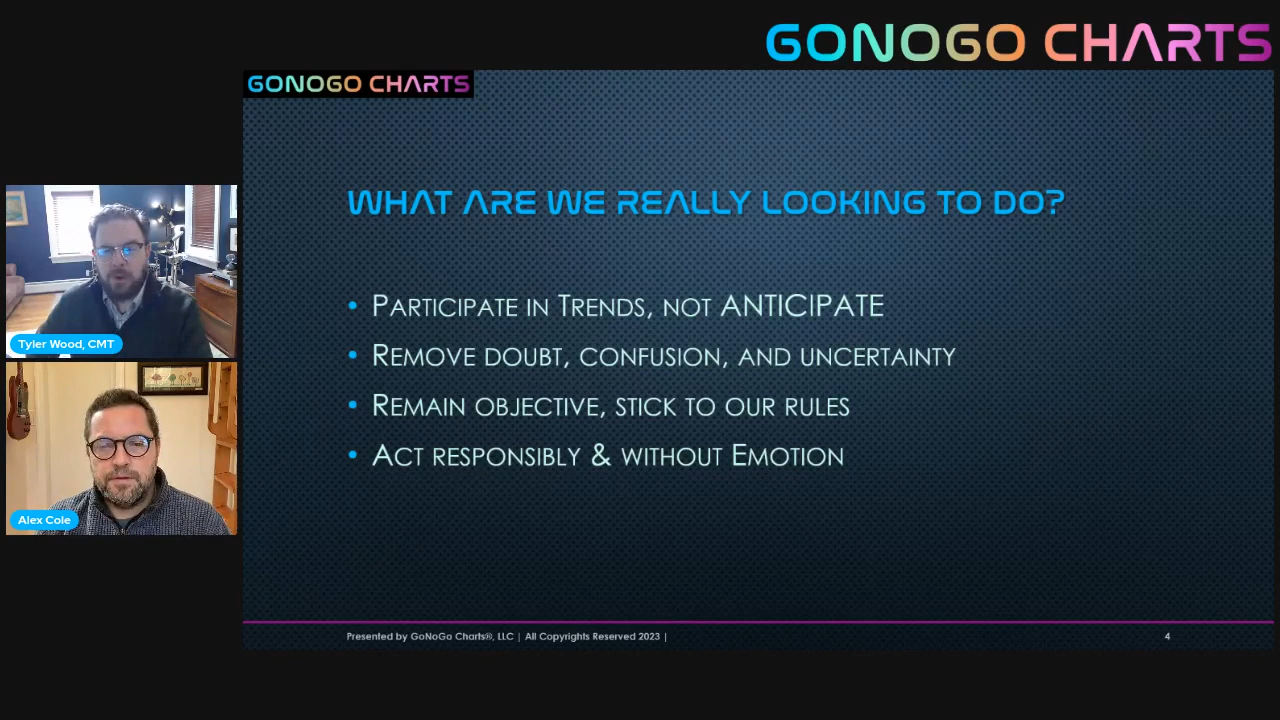 GONOGO CHARTS
GONOGO CHARTS
WHAT ARE WE REALLY LOOKING TO DO?
• PARTICIPATE IN TRENDS, NOT ANTICIPATE
• REMOVE DOUBT, CONFUSION, AND UNCERTAINTY
• REMAIN OBJECTIVE, STICK TO OUR RULES
• ACT RESPONSIBLY & WITHOUT EMOTION
Tyler Wood, CMT
Alex Cole
Presented by GoNoGo Charts®, LLC | All Copyrights Reserved 2023 |
4